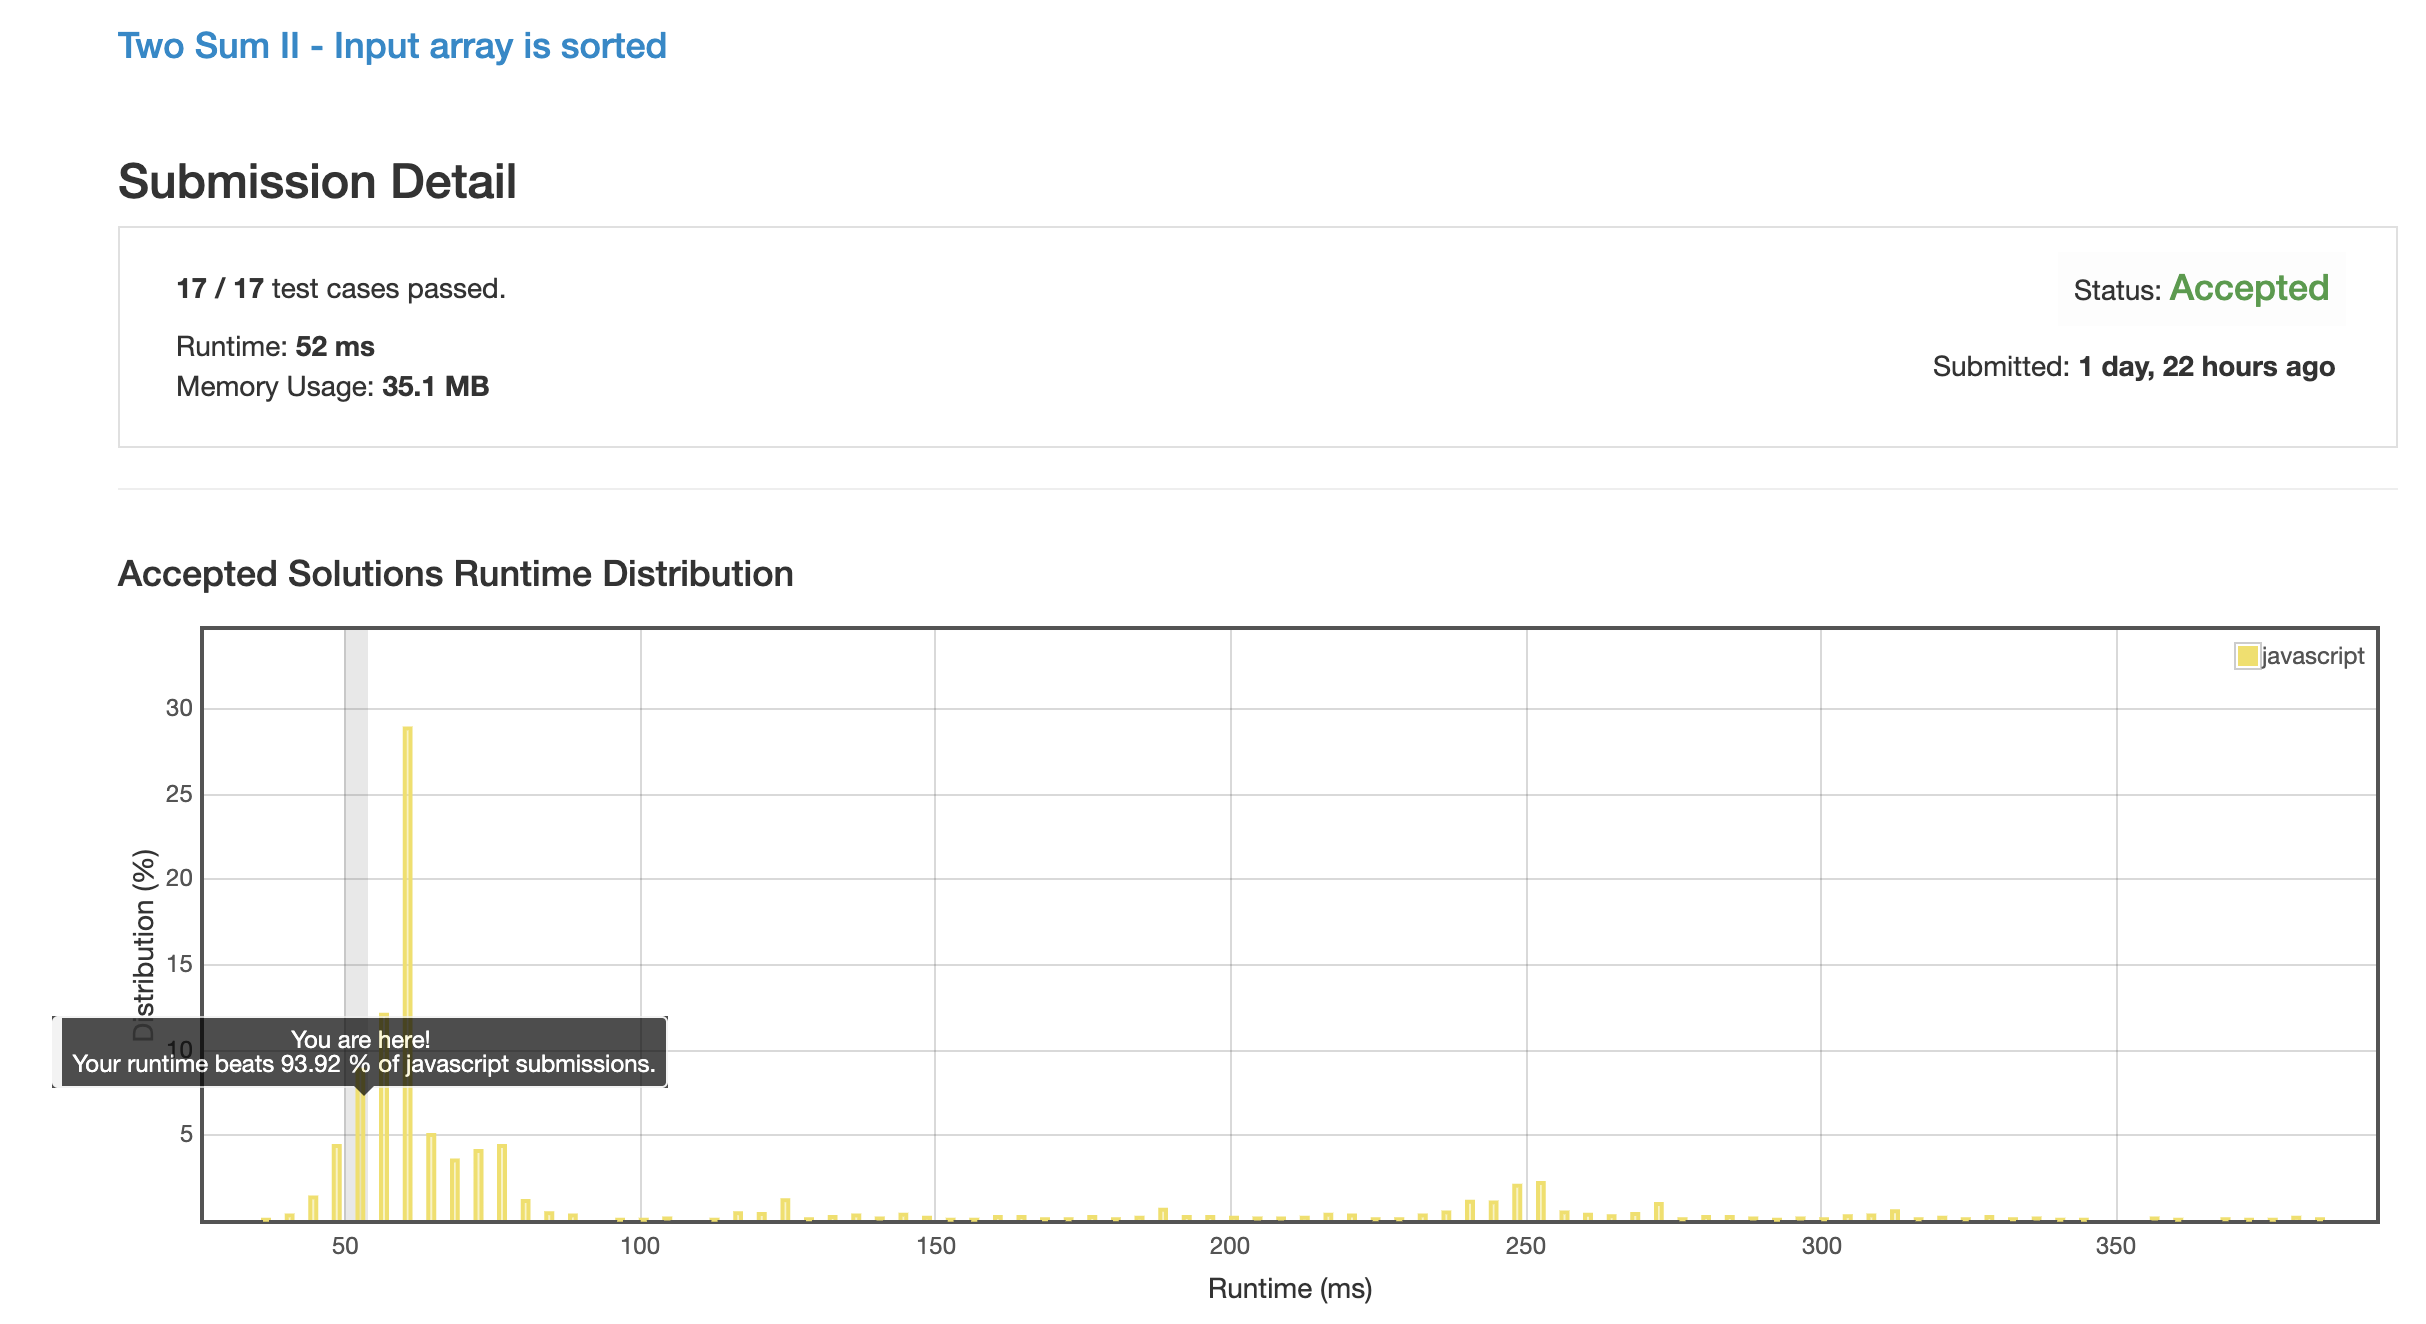 Two Sum II - Input array is sorted
Submission Detail
17 / 17 test cases passed.
Status: Accepted
Runtime: 52 ms
Memory Usage: 35.1 MB
Submitted: 1 day, 22 hours ago
Accepted Solutions Runtime Distribution
javascript
30
25
20
15
10
5
Distribution (%)
You are here!
Your runtime beats 93.92 % of javascript submissions.
50 100 150 200 250 300 350
Runtime (ms)